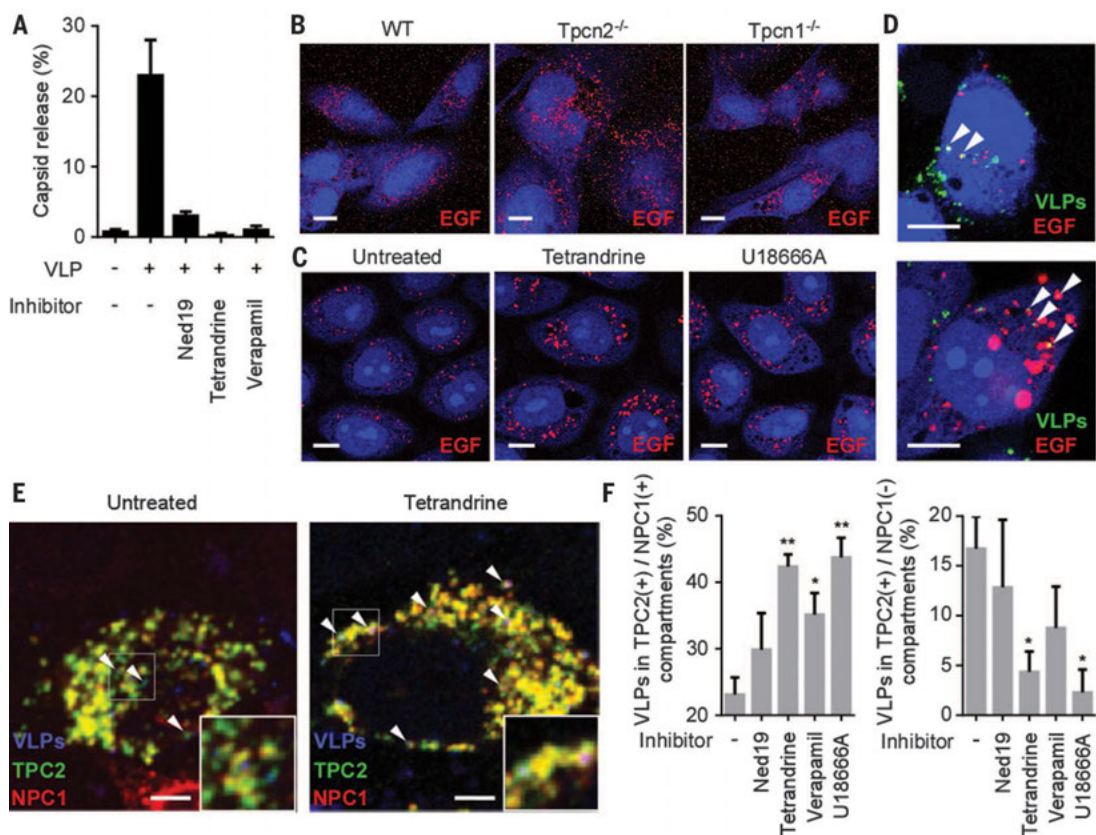 A
Capsid release (%)
30
20
10
0
VLP - + + + +
Inhibitor - - Ned19 Tetrandrine Verapamil
B
WT
Tpcn2-/-
Tpcn1-/-
EGF
EGF
EGF
C
Untreated
Tetrandrine
U18666A
EGF
EGF
EGF
D
VLPs
EGF
VLPs
EGF
E
Untreated
Tetrandrine
VLPs
TPC2
NPC1
VLPs
TPC2
NPC1
F
VLPs in TPC2(+) / NPC1(+)
compartments (%)
50
40
30
20
** * **
Inhibitor - Ned19 Tetrandrine Verapamil U18666A
VLPs in TPC2(+) / NPC1(-)
compartments (%)
20
15
10
5
0
* *
Inhibitor - Ned19 Tetrandrine Verapamil U18666A